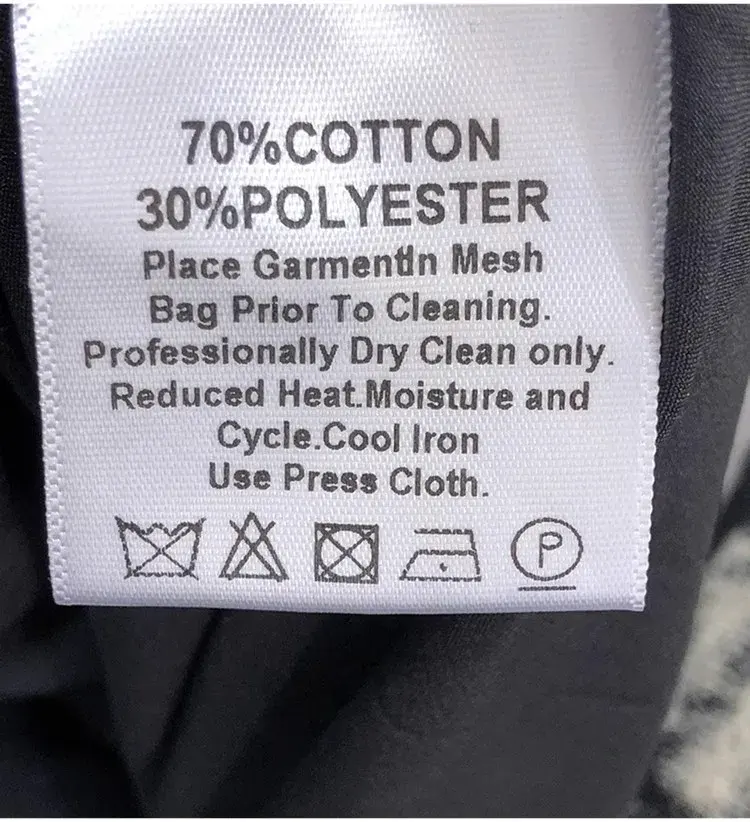 70%COTTON
30%POLYESTER
Place GarmentIn Mesh
Bag Prior To Cleaning.
Professionally Dry Clean only.
Reduced Heat.Moisture and
Cycle.Cool Iron
Use Press Cloth.
P